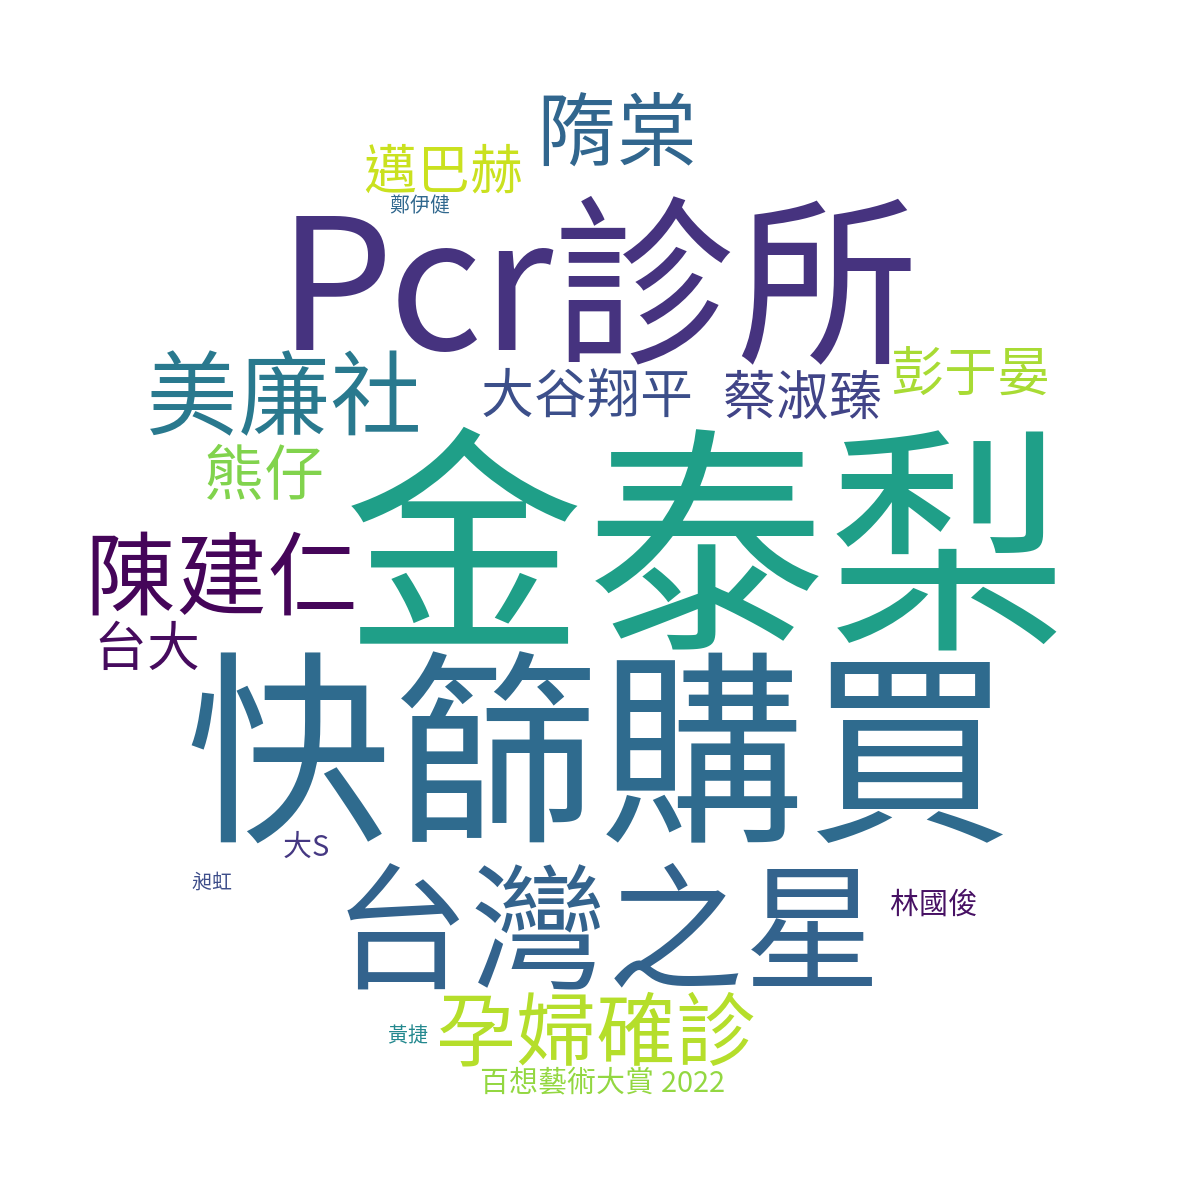 隋棠
邁巴赫
鄭伊健
Pcr診所
美廉社
大谷翔平
蔡淑臻
彭于晏
熊仔
金泰梨
陳建仁
台大
快篩購買
大S
昶虹
台灣之星
林國俊
孕婦確診
黃捷
百想藝術大賞 2022